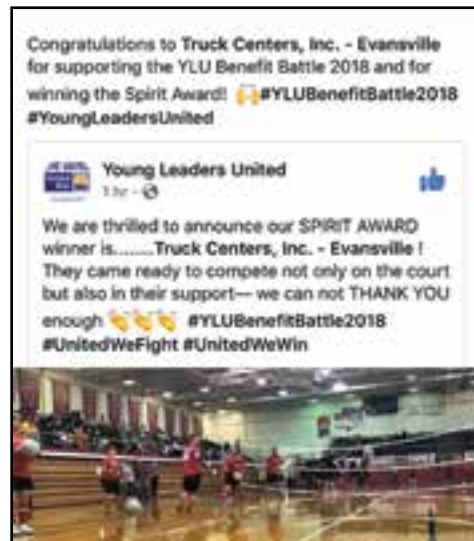 Congratulations to Truck Centers, Inc. - Evansville
for supporting the YLU Benefit Battle 2018 and for
winning the Spirit Award! 🙌#YLUBenefitBattle2018
#YoungLeadersUnited
Young Leaders United
1 hr ·
We are thrilled to announce our SPIRIT AWARD
winner is.......Truck Centers, Inc. - Evansville !
They came ready to compete not only on the court
but also in their support— we can not THANK YOU
enough 👏👏👏 #YLUBenefitBattle2018
#UnitedWeFight #UnitedWeWin